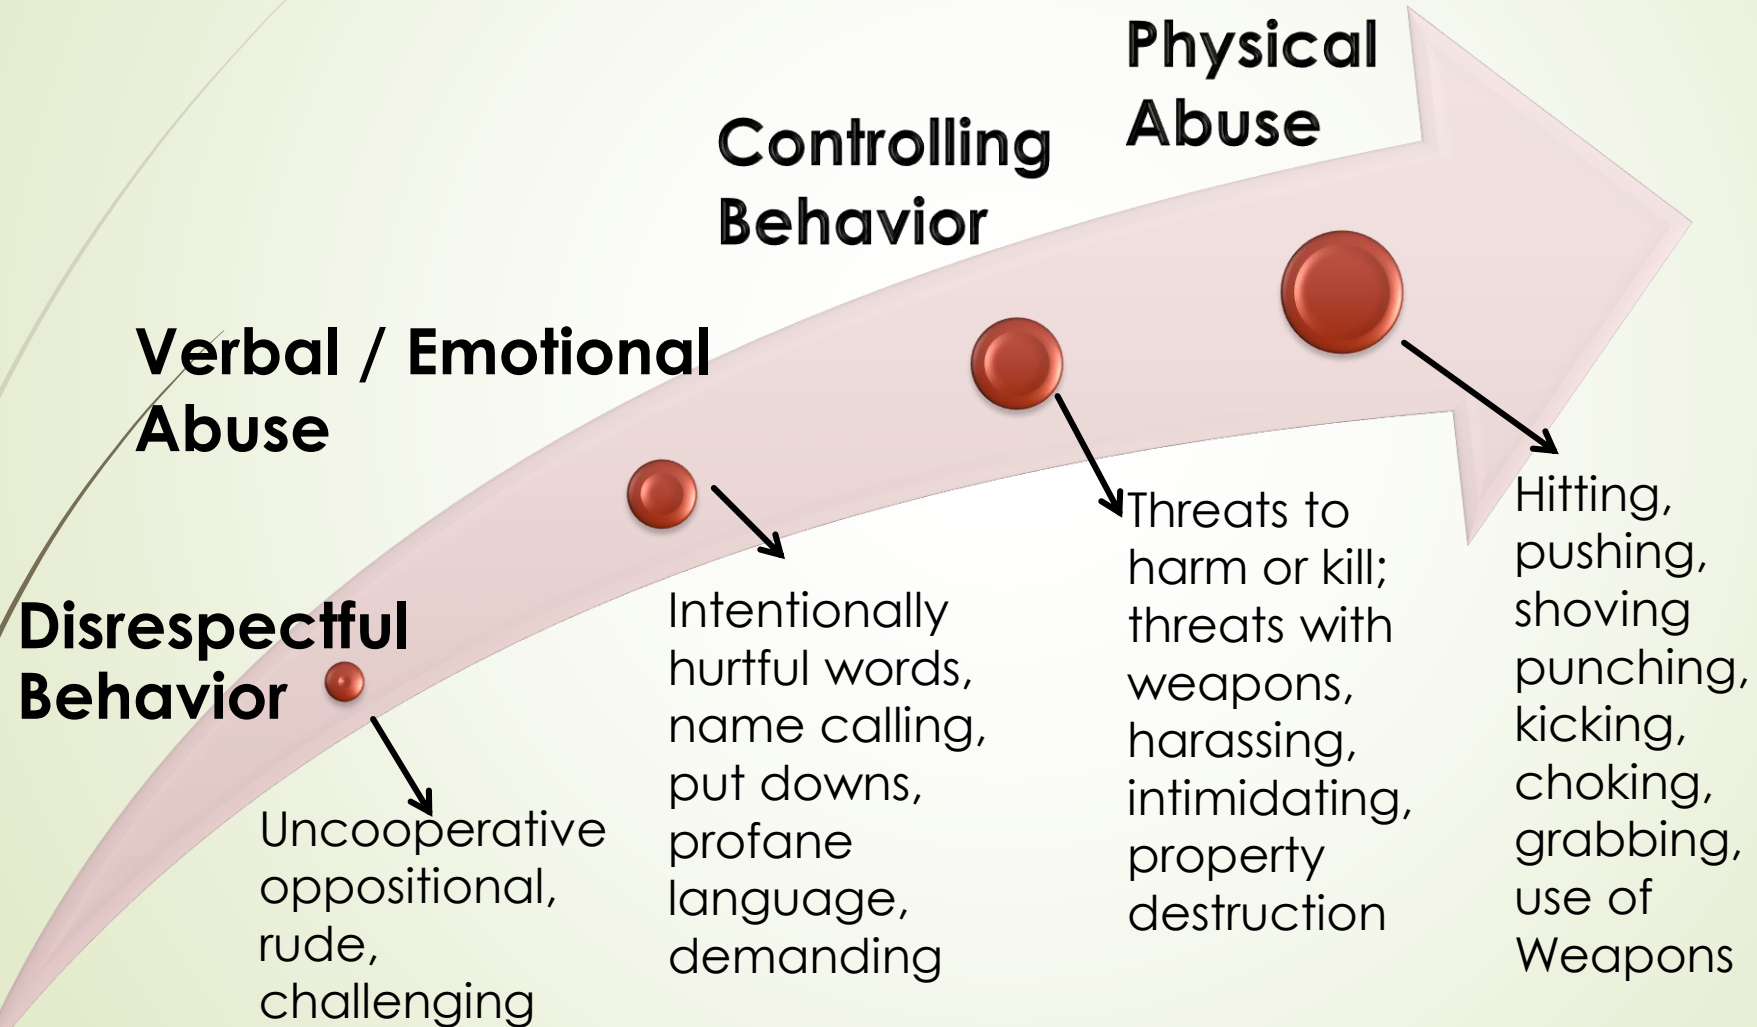 Physical
Abuse
Controlling
Behavior
Verbal / Emotional
Abuse
Disrespectful
Behavior
Uncooperative
oppositional,
rude,
challenging
Intentionally
hurtful words,
name calling,
put downs,
profane
language,
demanding
Threats to
harm or kill;
threats with
weapons,
harassing,
intimidating,
property
destruction
Hitting,
pushing,
shoving
punching,
kicking,
choking,
grabbing,
use of
Weapons